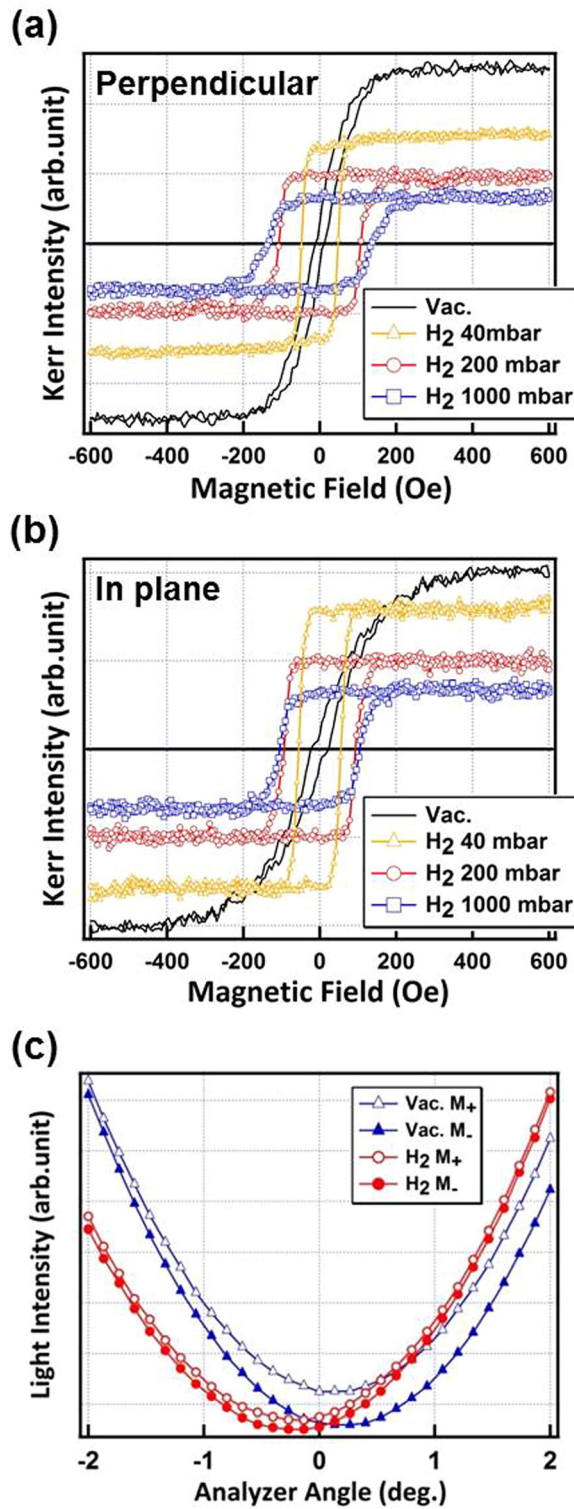 (a)
Perpendicular
Kerr Intensity (arb.unit)
Vac.
H2 40mbar
H2 200 mbar
H2 1000 mbar
-600 -400 -200 0 200 400 600
Magnetic Field (Oe)
(b)
In plane
Kerr Intensity (arb.unit)
Vac.
H2 40 mbar
H2 200 mbar
H2 1000 mbar
-600 -400 -200 0 200 400 600
Magnetic Field (Oe)
(c)
Light Intensity (arb.unit)
Vac. M+
Vac. M-
H2 M+
H2 M-
-2 -1 0 1 2
Analyzer Angle (deg.)